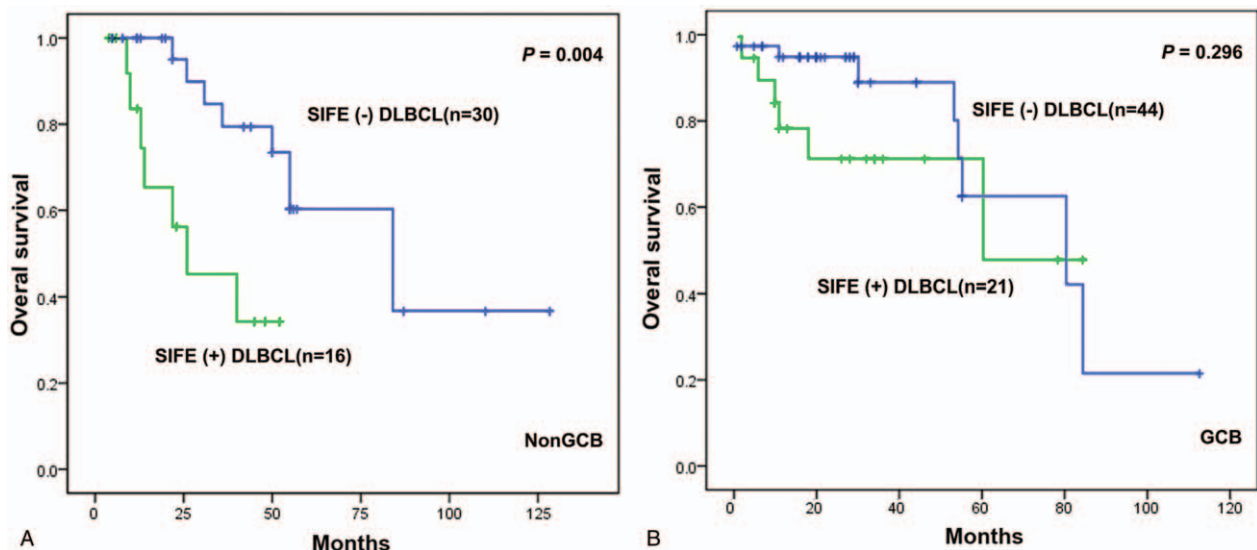 P = 0.004
1.0
0.8
0.6
0.4
0.2
0.0
Overal survival
SIFE (-) DLBCL(n=30)
SIFE (+) DLBCL(n=16)
NonGCB
0 25 50 75 100 125
Months
A
P = 0.296
1.0
0.8
0.6
0.4
0.2
0.0
Overal survival
SIFE (-) DLBCL(n=44)
SIFE (+) DLBCL(n=21)
GCB
0 20 40 60 80 100 120
Months
B